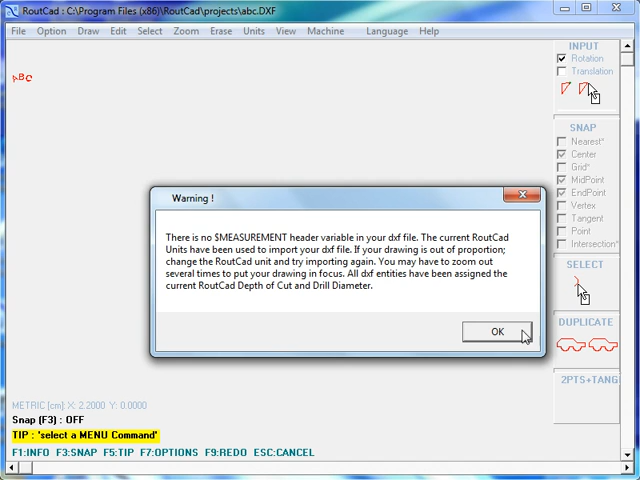 RoutCad : C:\Program Files (x86)\RoutCad\projects\abc.DXF
File Option Draw Edit Select Zoom Erase Units View Machine Language Help
ABC
INPUT
Rotation
Translation
SNAP
Nearest*
Center
Grid*
MidPoint
EndPoint
Vertex
Tangent
Point
Intersection*
SELECT
DUPLICATE
2PTS+TANG
Warning !
There is no $MEASUREMENT header variable in your dxf file. The current RoutCad
Units have been used to import your dxf file. If your drawing is out of proportion;
change the RoutCad unit and try importing again. You may have to zoom out
several times to put your drawing in focus. All dxf entities have been assigned the
current RoutCad Depth of Cut and Drill Diameter.
OK
METRIC [cm]: X: 2.2000 Y: 0.0000
Snap (F3) : OFF
TIP : 'select a MENU Command'
F1:INFO F3:SNAP F5:TIP F7:OPTIONS F9:REDO ESC:CANCEL